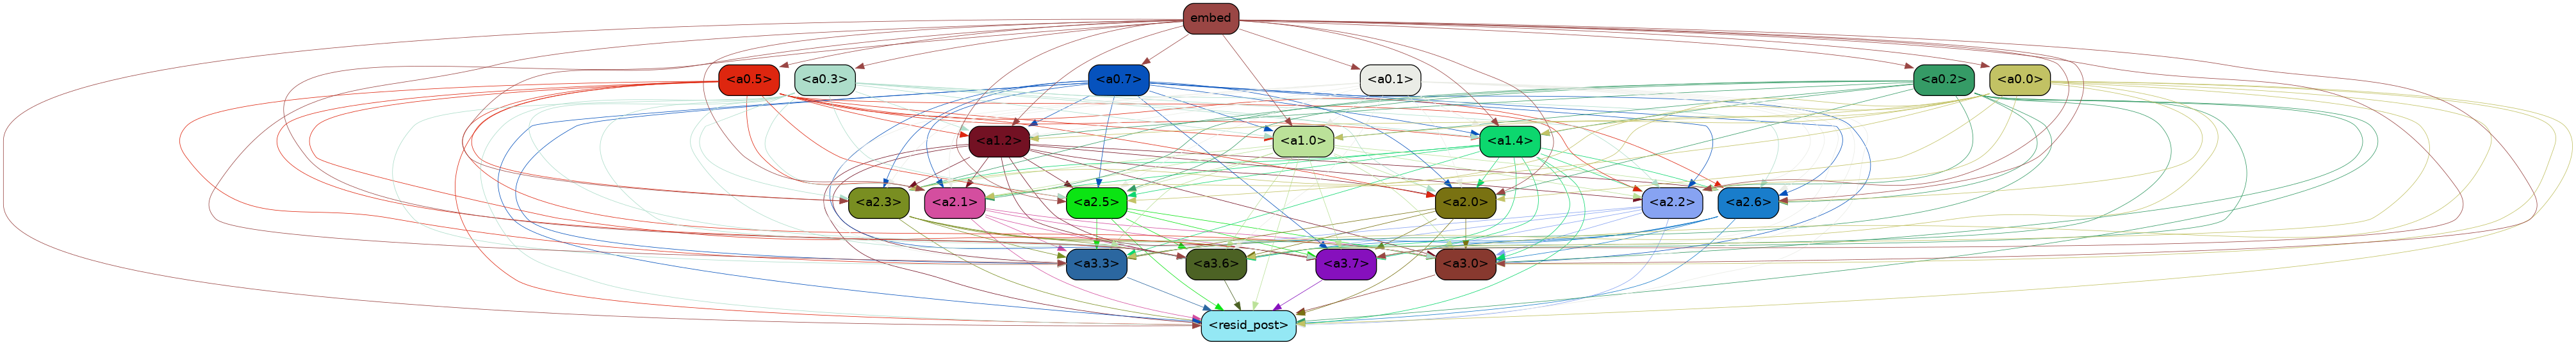 embed
<a0.5> <a0.3> <a0.7> <a0.1> <a0.2> <a0.0>
<a1.2> <a1.0> <a1.4>
<a2.3> <a2.1> <a2.5> <a2.0> <a2.2> <a2.6>
<a3.3> <a3.6> <a3.7> <a3.0>
<resid_post>